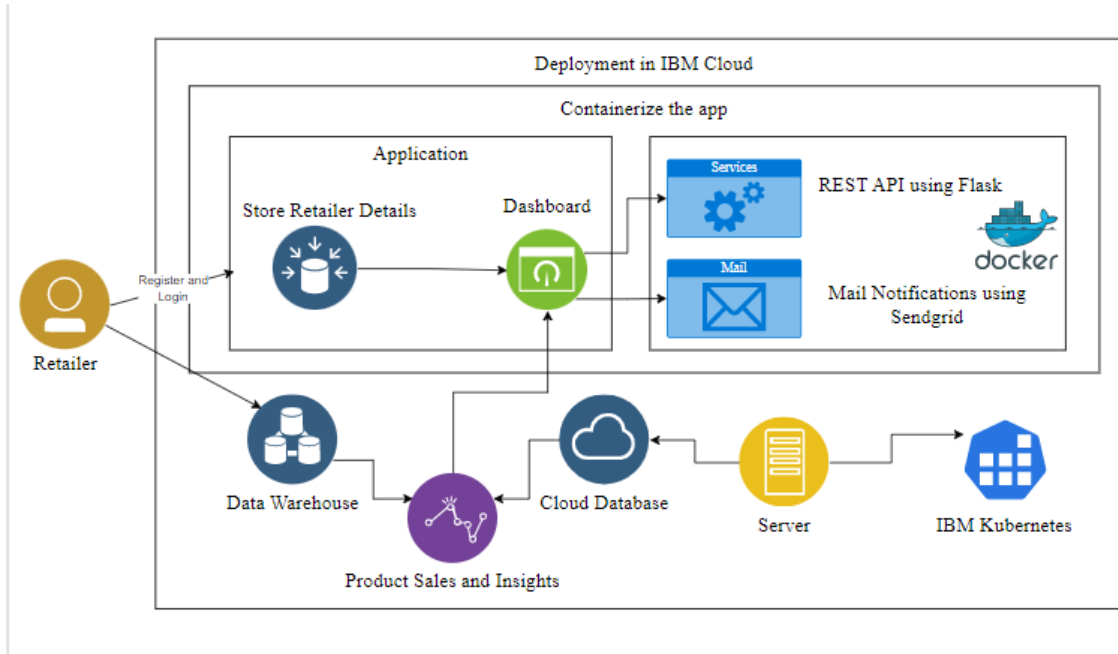 Deployment in IBM Cloud
Containerize the app
Application
Services
REST API using Flask
Store Retailer Details
Dashboard
docker
Mail
Mail Notifications using
Sendgrid
Register and
Login
Retailer
Data Warehouse
Cloud Database
Server
IBM Kubernetes
Product Sales and Insights